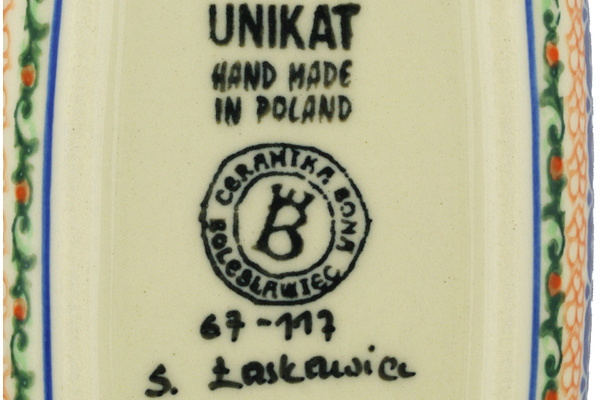 UNIKAT
HAND MADE
IN POLAND
CERAMIKA BONA
BOLESŁAWIEC
B
67-117
S. Łaskawiec